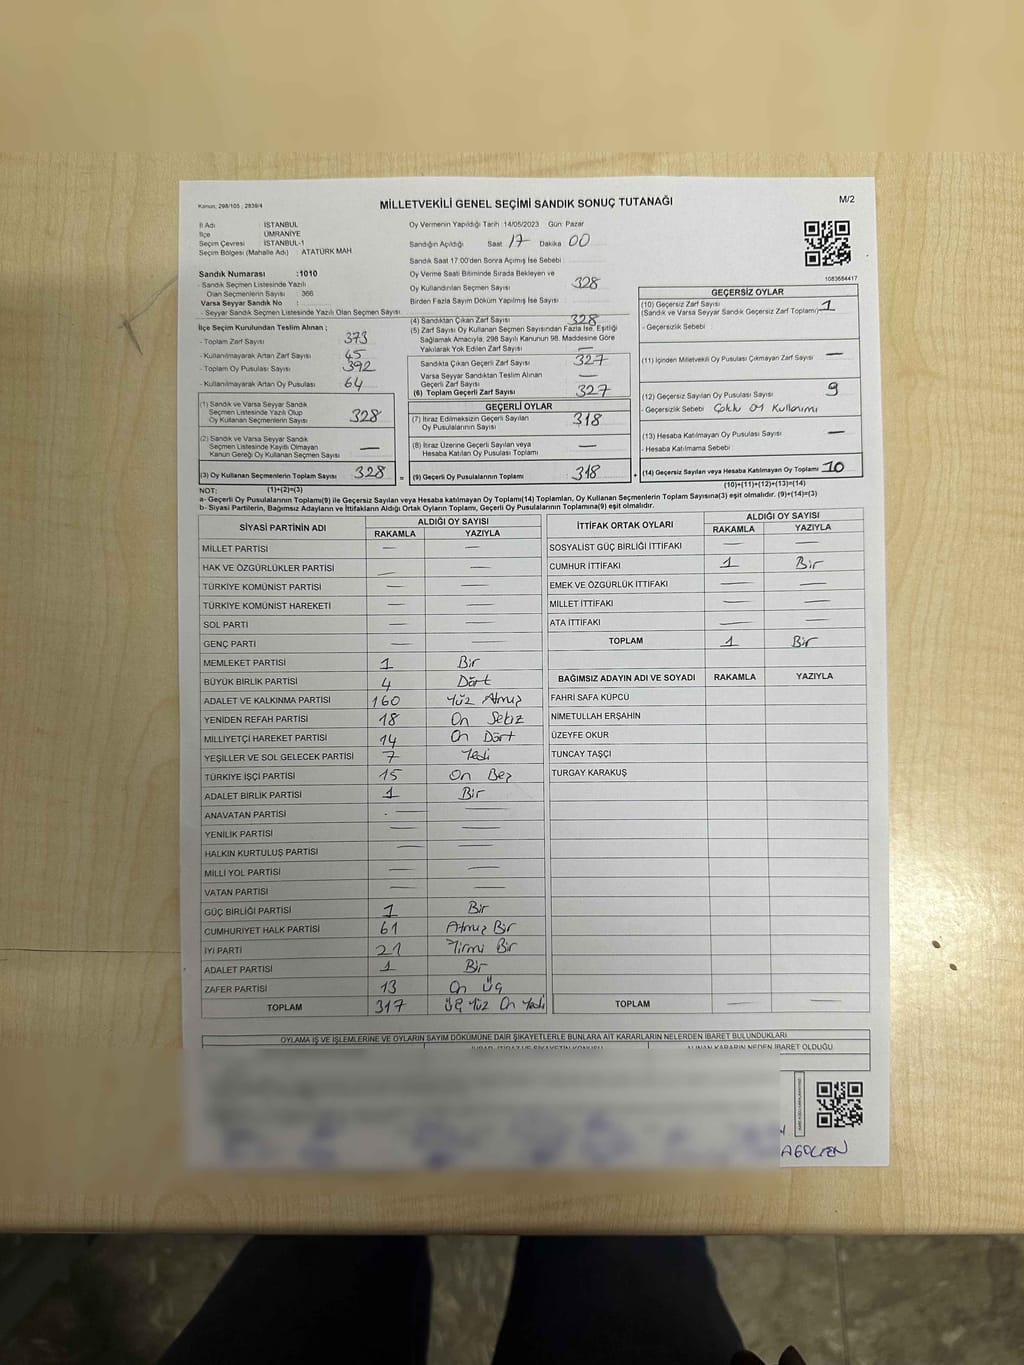 Kanun; 298/105 ; 2839/4
MİLLETVEKİLİ GENEL SEÇİMİ SANDIK SONUÇ TUTANAĞI
M/2
İl Adı : İSTANBUL
İlçe : ÜMRANİYE
Seçim Çevresi : İSTANBUL-1
Seçim Bölgesi (Mahalle Adı) : ATATÜRK MAH
Sandık Numarası :1010
- Sandık Seçmen Listesinde Yazılı
Olan Seçmenlerin Sayısı : 366
Varsa Seyyar Sandık No :
- Seyyar Sandık Seçmen Listesinde Yazılı Olan Seçmen Sayısı
İlçe Seçim Kurulundan Teslim Alınan ;
- Toplam Zarf Sayısı 373
- Kullanılmayarak Artan Zarf Sayısı 45
- Toplam Oy Pusulası Sayısı 392
- Kullanılmayarak Artan Oy Pusulası 64
(1) Sandık ve Varsa Seyyar Sandık
Seçmen Listesinde Yazılı Olup
Oy Kullanan Seçmenlerin Sayısı 328
(2) Sandık ve Varsa Seyyar Sandık
Seçmen Listesinde Kayıtlı Olmayan
Kanun Gereği Oy Kullanan Seçmen Sayısı —
(3) Oy Kullanan Seçmenlerin Toplam Sayısı 328
Oy Vermenin Yapıldığı Tarih 14/05/2023 Gün: Pazar
Sandığın Açıldığı Saat 17 Dakika 00
Sandık Saat 17:00'den Sonra Açılmış İse Sebebi
Oy Verme Saati Bitiminde Sırada Bekleyen ve
Oy Kullandırılan Seçmen Sayısı 328
Birden Fazla Sayım Döküm Yapılmış İse Sayısı
(4) Sandıktan Çıkan Zarf Sayısı 328
(5) Zarf Sayısı Oy Kullanan Seçmen Sayısından Fazla İse, Eşitliği
Sağlamak Amacıyla, 298 Sayılı Kanunun 98. Maddesine Göre
Yakılarak Yok Edilen Zarf Sayısı —
Sandıkta Çıkan Geçerli Zarf Sayısı 327
Varsa Seyyar Sandıktan Teslim Alınan
Geçerli Zarf Sayısı —
(6) Toplam Geçerli Zarf Sayısı 327
GEÇERLİ OYLAR
(7) İtiraz Edilmeksizin Geçerli Sayılan
Oy Pusulalarının Sayısı 318
(8) İtiraz Üzerine Geçerli Sayılan veya
Hesaba Katılan Oy Pusulası Toplamı —
= (9) Geçerli Oy Pusulalarının Toplamı 318
1083684417
GEÇERSİZ OYLAR
(10) Geçersiz Zarf Sayısı 1
(Sandık ve Varsa Seyyar Sandık Geçersiz Zarf Toplamı)
- Geçersizlik Sebebi
(11) İçinden Milletvekili Oy Pusulası Çıkmayan Zarf Sayısı —
(12) Geçersiz Sayılan Oy Pusulası Sayısı 9
- Geçersizlik Sebebi Çoklu oy Kullanımı
(13) Hesaba Katılmayan Oy Pusulası Sayısı —
- Hesaba Katılmama Sebebi
+ (14) Geçersiz Sayılan veya Hesaba Katılmayan Oy Toplamı 10
(10)+(11)+(12)+(13)=(14)
NOT: (1)+(2)=(3)
a- Geçerli Oy Pusulalarının Toplamı(9) ile Geçersiz Sayılan veya Hesaba katılmayan Oy Toplamı(14) Toplamları, Oy Kullanan Seçmenlerin Toplam Sayısına(3) eşit olmalıdır. (9)+(14)=(3)
b- Siyasi Partilerin, Bağımsız Adayların ve İttifakların Aldığı Ortak Oyların Toplamı, Geçerli Oy Pusulalarının Toplamına(9) eşit olmalıdır.
SİYASİ PARTİNİN ADI ALDIĞI OY SAYISI
RAKAMLA YAZIYLA
MİLLET PARTİSİ — —
HAK VE ÖZGÜRLÜKLER PARTİSİ — —
TÜRKİYE KOMÜNİST PARTİSİ — —
TÜRKİYE KOMÜNİST HAREKETİ — —
SOL PARTİ — —
GENÇ PARTİ — —
MEMLEKET PARTİSİ 1 Bir
BÜYÜK BİRLİK PARTİSİ 4 Dört
ADALET VE KALKINMA PARTİSİ 160 Yüz Atmış
YENİDEN REFAH PARTİSİ 18 On Sekiz
MİLLİYETÇİ HAREKET PARTİSİ 14 On Dört
YEŞİLLER VE SOL GELECEK PARTİSİ 7 Yedi
TÜRKİYE İŞÇİ PARTİSİ 15 On Beş
ADALET BİRLİK PARTİSİ 1 Bir
ANAVATAN PARTİSİ — —
YENİLİK PARTİSİ — —
HALKIN KURTULUŞ PARTİSİ — —
MİLLİ YOL PARTİSİ — —
VATAN PARTİSİ — —
GÜÇ BİRLİĞİ PARTİSİ 1 Bir
CUMHURİYET HALK PARTİSİ 61 Atmış Bir
İYİ PARTİ 21 Yirmi Bir
ADALET PARTİSİ 1 Bir
ZAFER PARTİSİ 13 On Üç
TOPLAM 317 Üç Yüz On Yedi
İTTİFAK ORTAK OYLARI ALDIĞI OY SAYISI
RAKAMLA YAZIYLA
SOSYALİST GÜÇ BİRLİĞİ İTTİFAKI — —
CUMHUR İTTİFAKI 1 Bir
EMEK VE ÖZGÜRLÜK İTTİFAKI — —
MİLLET İTTİFAKI — —
ATA İTTİFAKI — —
TOPLAM 1 Bir
BAĞIMSIZ ADAYIN ADI VE SOYADI RAKAMLA YAZIYLA
FAHRİ SAFA KÜPCÜ
NİMETULLAH ERŞAHİN
ÜZEYFE OKUR
TUNCAY TAŞÇI
TURGAY KARAKUŞ
TOPLAM — —
OYLAMA İŞ VE İŞLEMLERİNE VE OYLARIN SAYIM DÖKÜMÜNE DAİR ŞİKAYETLERLE BUNLARA AİT KARARLARIN NELERDEN İBARET BULUNDUKLARI
ALINAN KARARIN NEDEN İBARET OLDUĞU